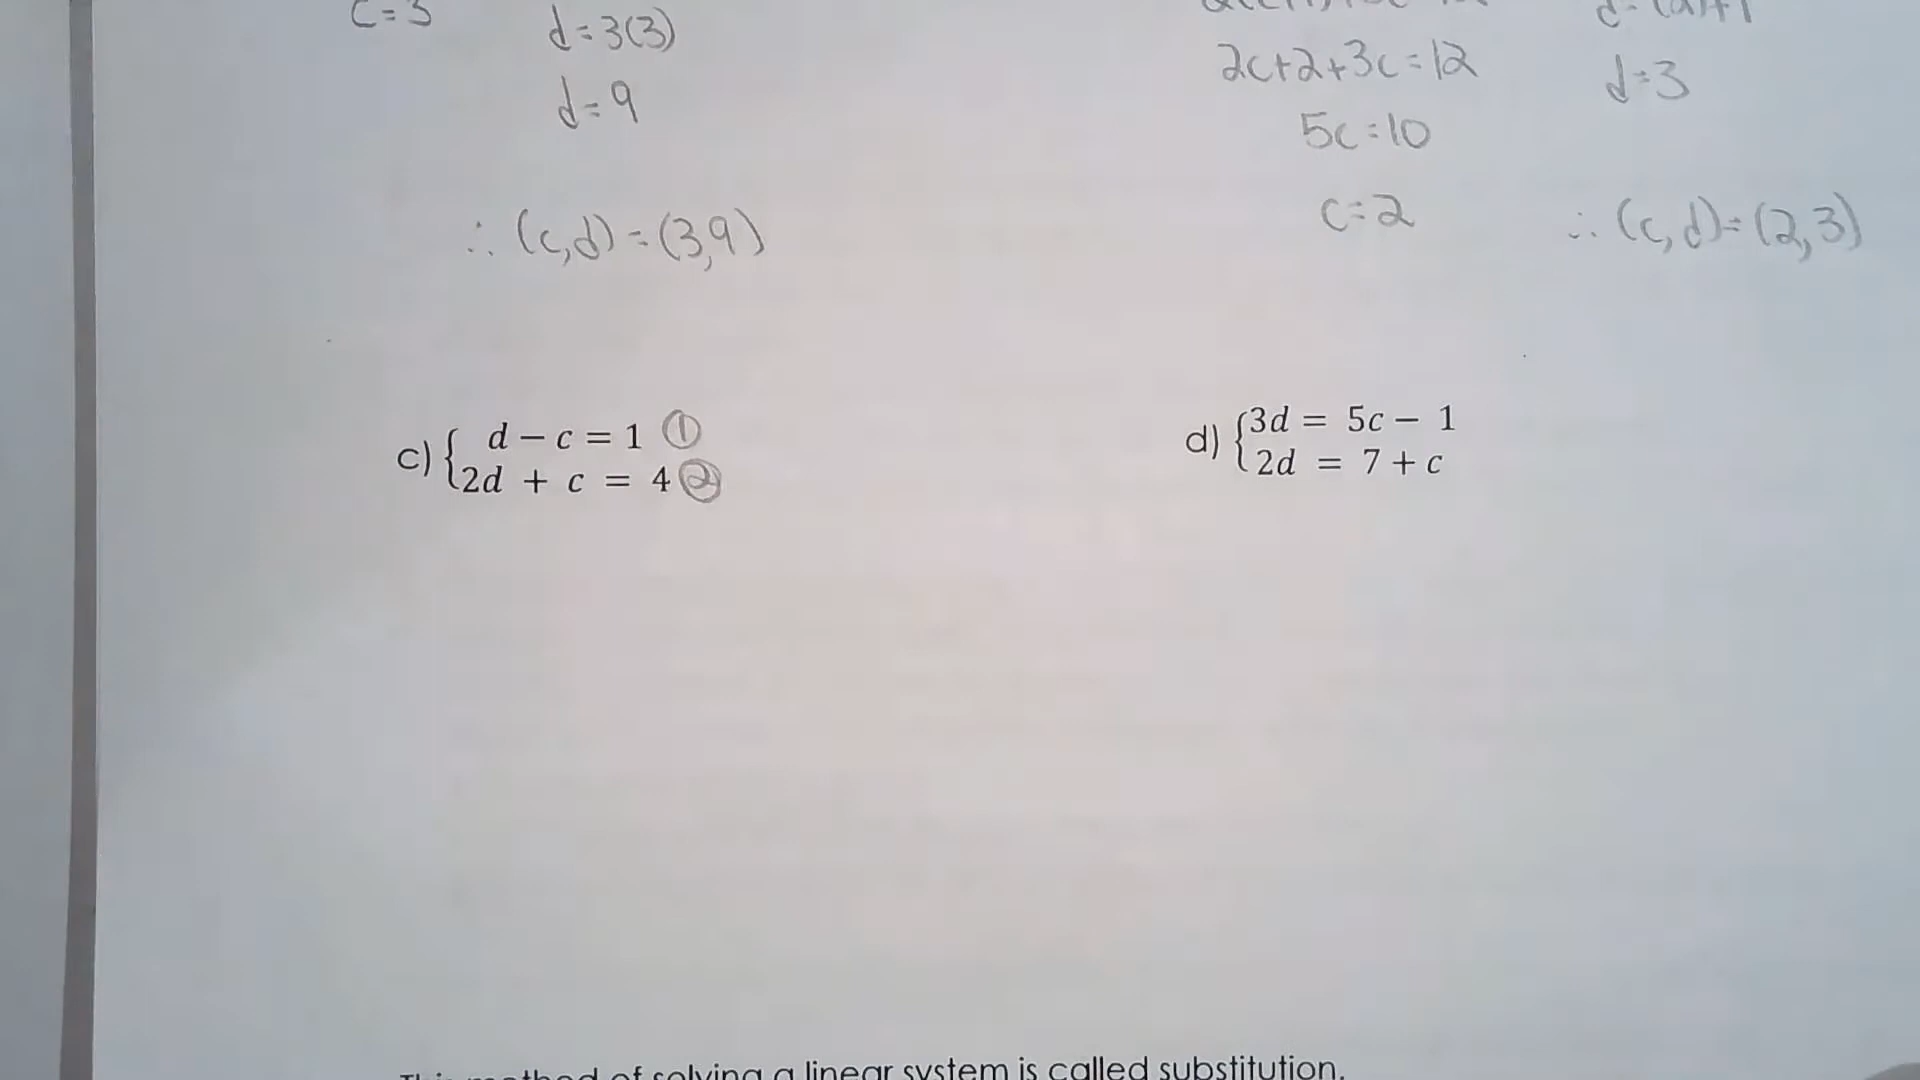 C=3
d=3(3)
d=9
∴ (c,d)=(3,9)
2c+2+3c=12
5c=10
c=2
d=3
∴ (c,d)=(2,3)
c) { d − c = 1 ①
2d + c = 4 ②
d) { 3d = 5c − 1
2d = 7 + c
This method of solving a linear system is called substitution.